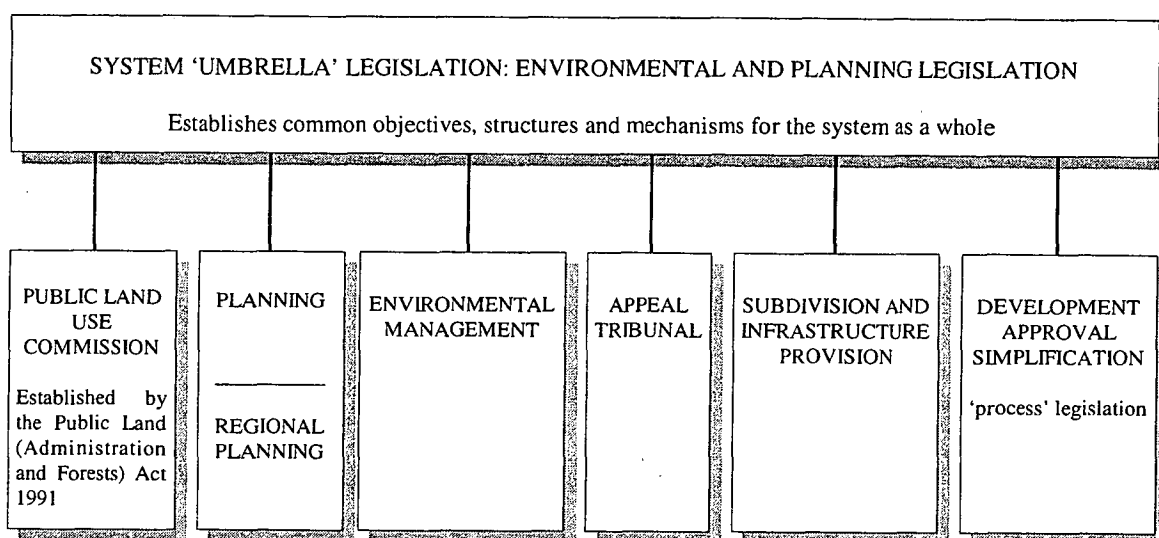 SYSTEM ‘UMBRELLA’ LEGISLATION: ENVIRONMENTAL AND PLANNING LEGISLATION
Establishes common objectives, structures and mechanisms for the system as a whole
PUBLIC LAND
USE
COMMISSION
Established by
the Public Land
(Administration
and Forests) Act
1991
PLANNING
REGIONAL
PLANNING
ENVIRONMENTAL
MANAGEMENT
APPEAL
TRIBUNAL
SUBDIVISION AND
INFRASTRUCTURE
PROVISION
DEVELOPMENT
APPROVAL
SIMPLIFICATION
‘process’ legislation